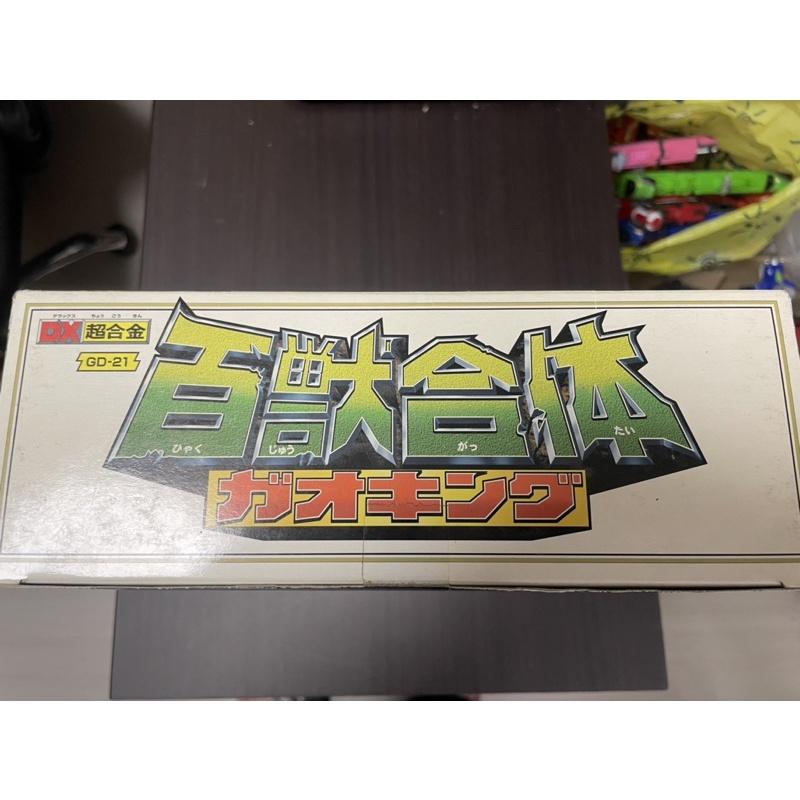 デラックス ちょう ごう きん
DX 超合金
GD-21
百獣合体
ひゃく じゅう がっ たい
ガオキング